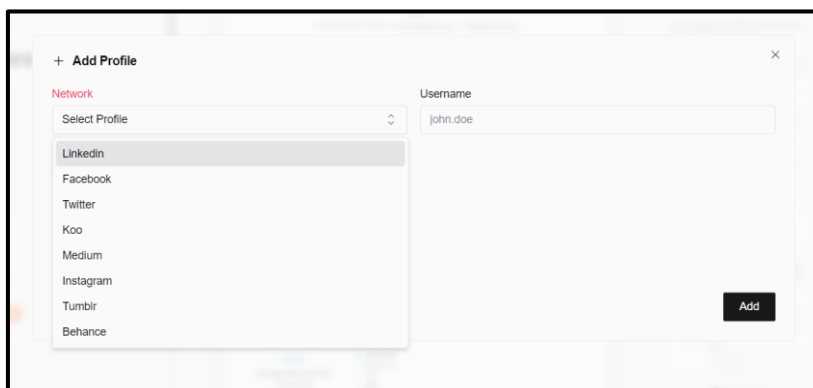 + Add Profile
Network
Username
Select Profile
john.doe
Linkedin
Facebook
Twitter
Koo
Medium
Instagram
Tumblr
Behance
Add